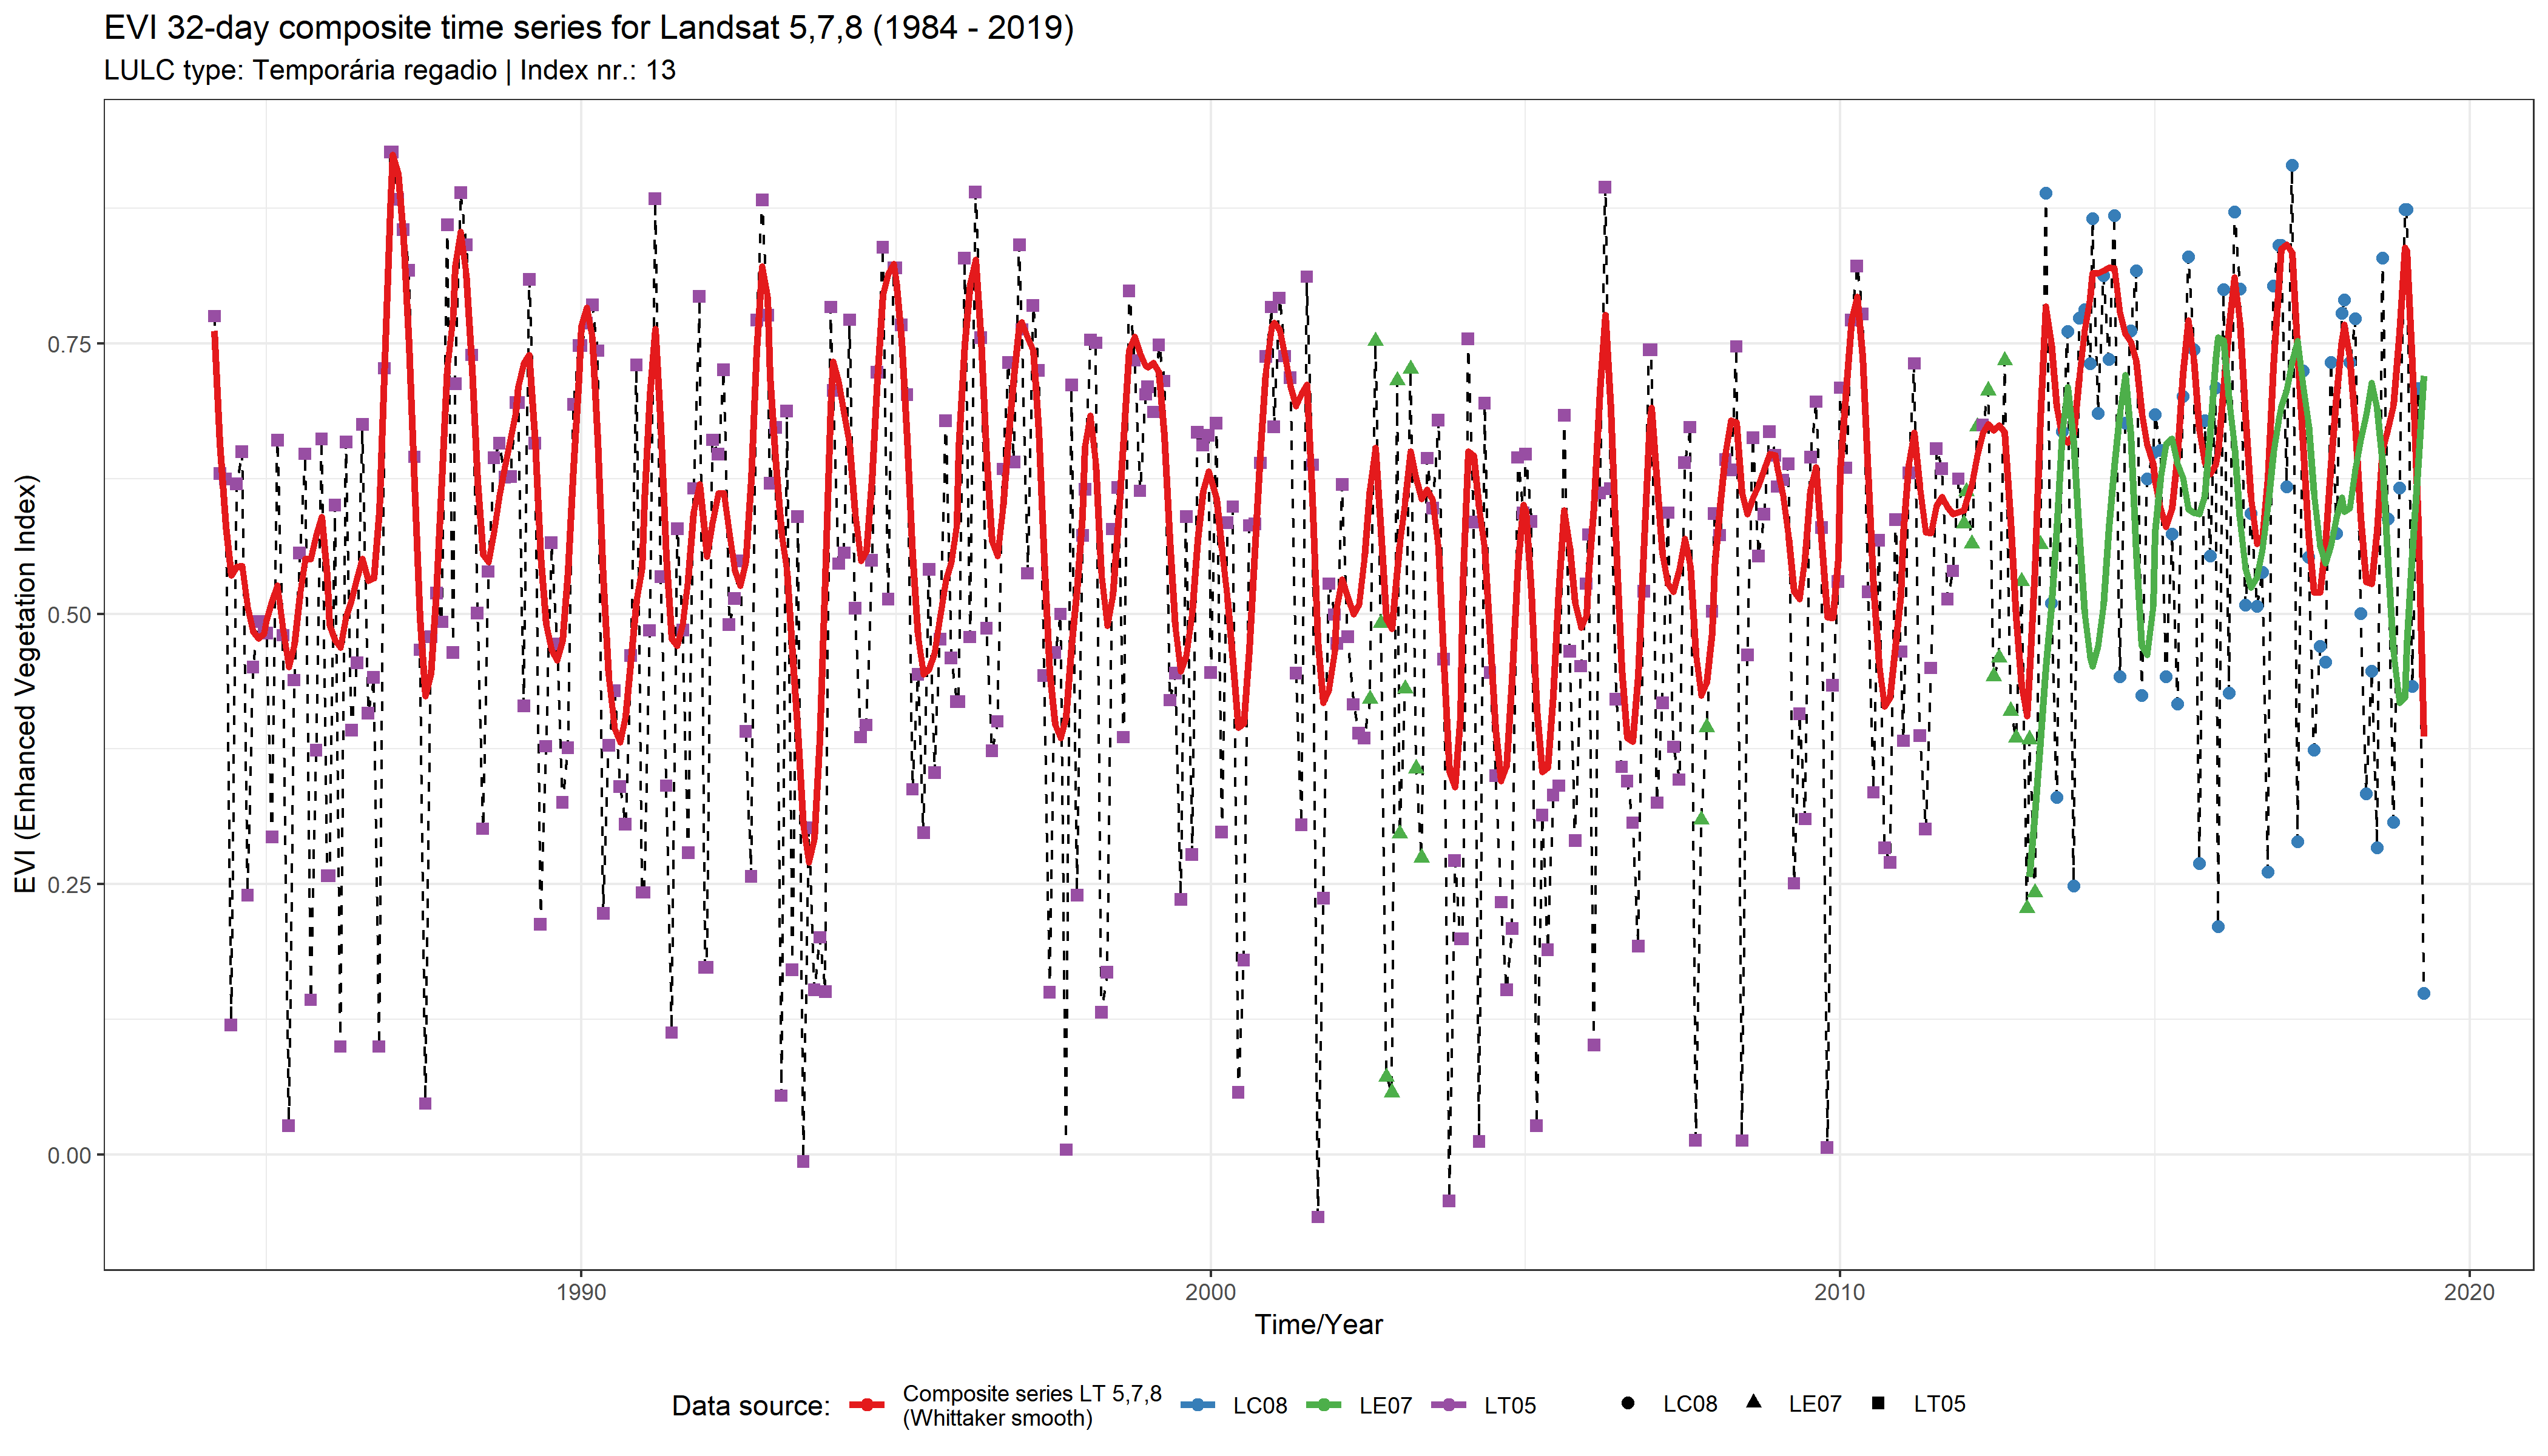 EVI 32-day composite time series for Landsat 5,7,8 (1984 - 2019)
LULC type: Temporária regadio | Index nr.: 13
EVI (Enhanced Vegetation Index)
0.75
0.50
0.25
0.00
1990
2000
2010
2020
Time/Year
Data source:
Composite series LT 5,7,8
(Whittaker smooth)
LC08
LE07
LT05
LC08
LE07
LT05